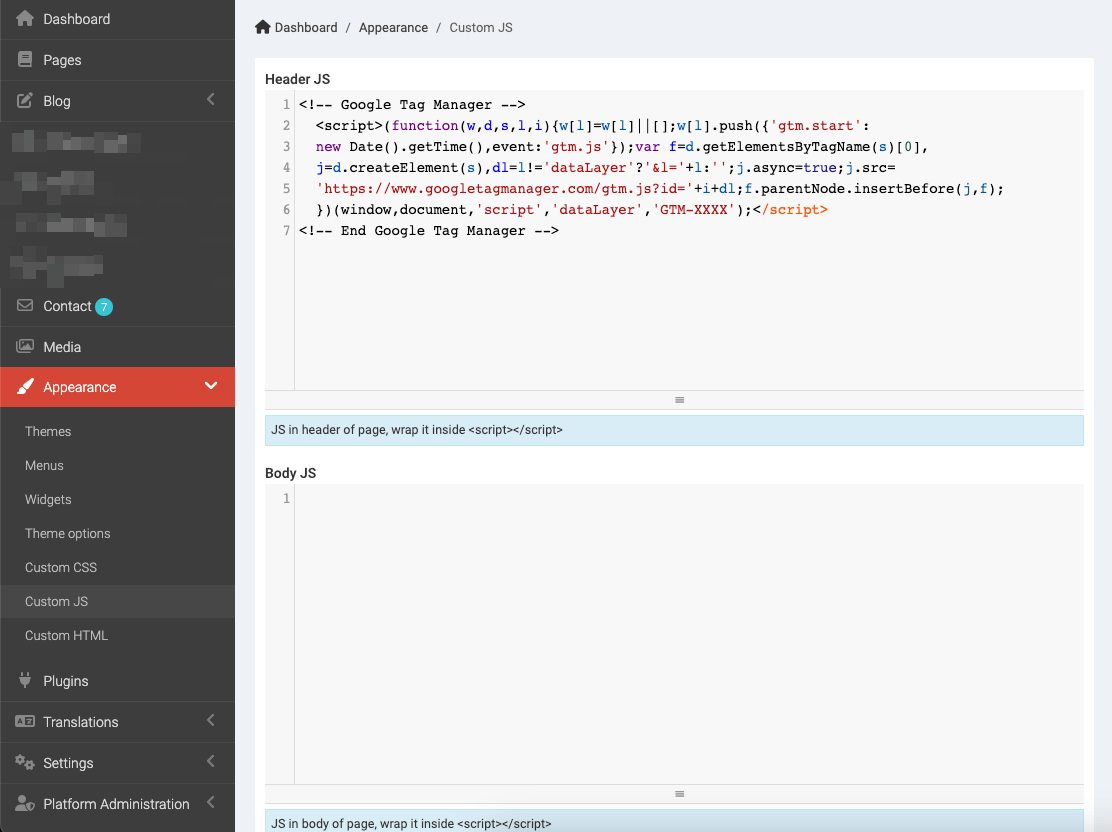 Dashboard
Pages
Blog
Contact 7
Media
Appearance
Themes
Menus
Widgets
Theme options
Custom CSS
Custom JS
Custom HTML
Plugins
Translations
Settings
Platform Administration
Dashboard / Appearance / Custom JS
Header JS
1 <!-- Google Tag Manager -->
2 <script>(function(w,d,s,l,i){w[l]=w[l]||[];w[l].push({'gtm.start':
3 new Date().getTime(),event:'gtm.js'});var f=d.getElementsByTagName(s)[0],
4 j=d.createElement(s),dl=l!='dataLayer'?'&l='+l:'';j.async=true;j.src=
5 'https://www.googletagmanager.com/gtm.js?id='+i+dl;f.parentNode.insertBefore(j,f);
6 })(window,document,'script','dataLayer','GTM-XXXX');</script>
7 <!-- End Google Tag Manager -->
JS in header of page, wrap it inside <script></script>
Body JS
1
JS in body of page, wrap it inside <script></script>